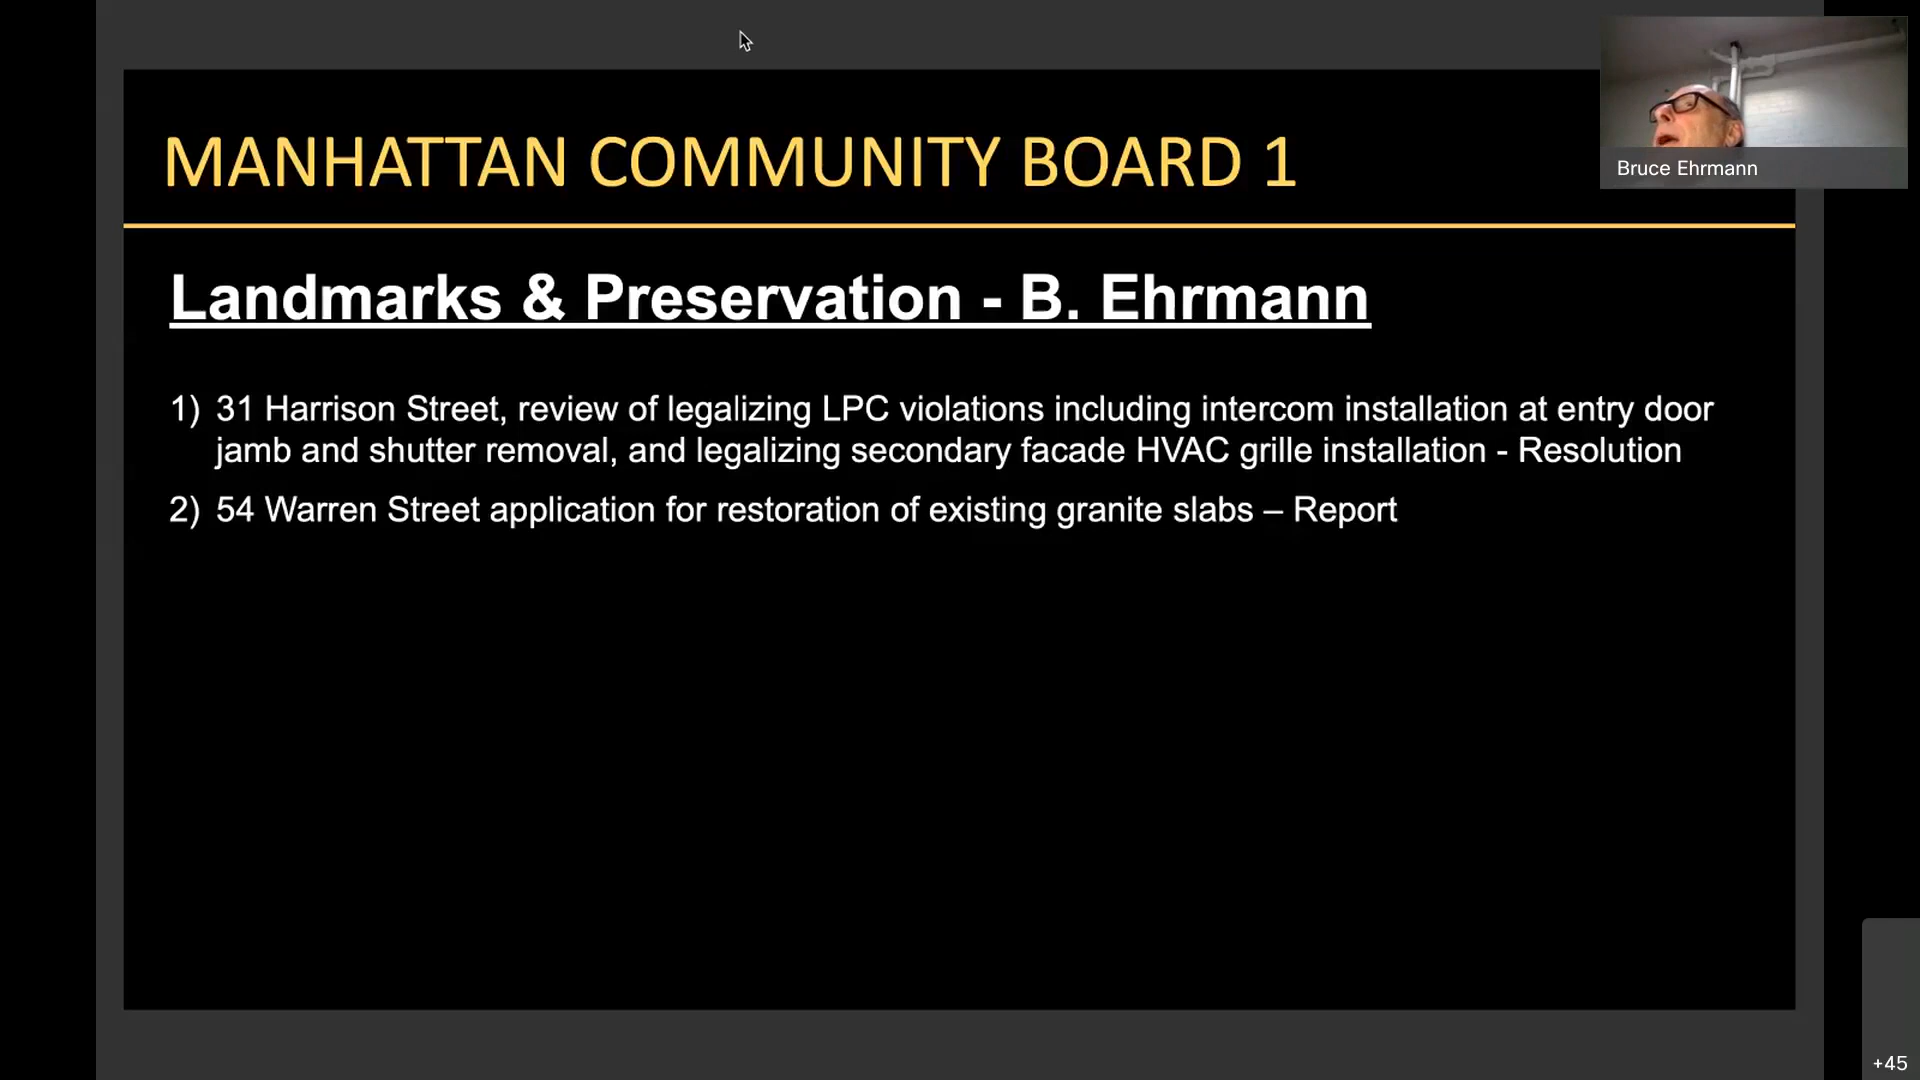 MANHATTAN COMMUNITY BOARD 1
Bruce Ehrmann
Landmarks & Preservation - B. Ehrmann
1) 31 Harrison Street, review of legalizing LPC violations including intercom installation at entry door
jamb and shutter removal, and legalizing secondary facade HVAC grille installation - Resolution
2) 54 Warren Street application for restoration of existing granite slabs – Report
+45